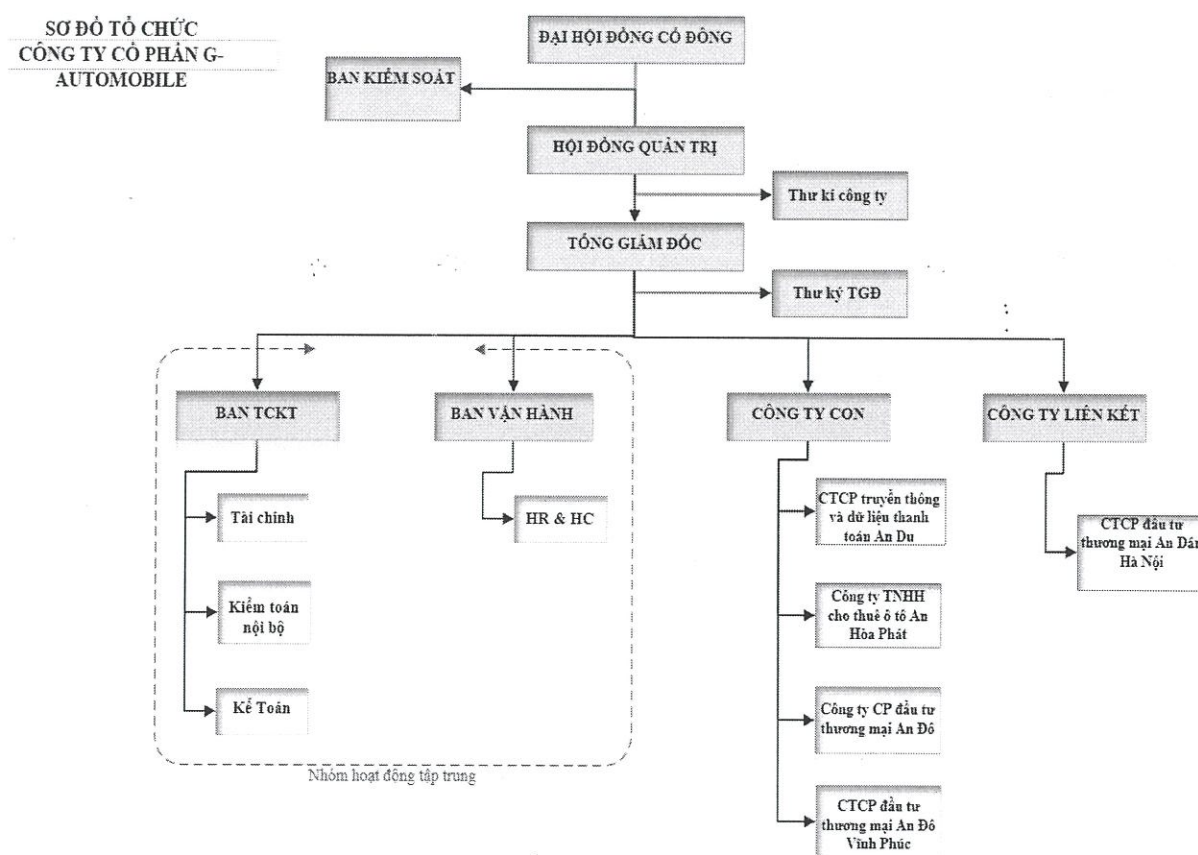 SƠ ĐỒ TỔ CHỨC
CÔNG TY CỔ PHẦN G-
AUTOMOBILE
ĐẠI HỘI ĐỒNG CỔ ĐÔNG
BAN KIỂM SOÁT
HỘI ĐỒNG QUẢN TRỊ
Thư kí công ty
TỔNG GIÁM ĐỐC
Thư ký TGĐ
BAN TCKT
BAN VẬN HÀNH
CÔNG TY CON
CÔNG TY LIÊN KẾT
Tài chính
HR & HC
Kiểm toán
nội bộ
Kế Toán
CTCP truyền thông
và dữ liệu thanh
toán An Du
Công ty TNHH
cho thuê ô tô An
Hòa Phát
Công ty CP đầu tư
thương mại An Đô
CTCP đầu tư
thương mại An Đô
Vĩnh Phúc
CTCP đầu tư
thương mại An Dân
Hà Nội
Nhóm hoạt động tập trung